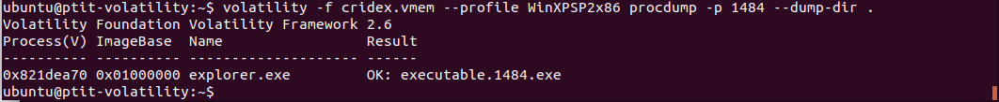 ubuntu@ptit-volatility:~$ volatility -f cridex.vmem --profile WinXPSP2x86 procdump -p 1484 --dump-dir .
Volatility Foundation Volatility Framework 2.6
Process(V) ImageBase  Name                 Result
---------- ---------- -------------------- ------
0x821dea70 0x01000000 explorer.exe         OK: executable.1484.exe
ubuntu@ptit-volatility:~$